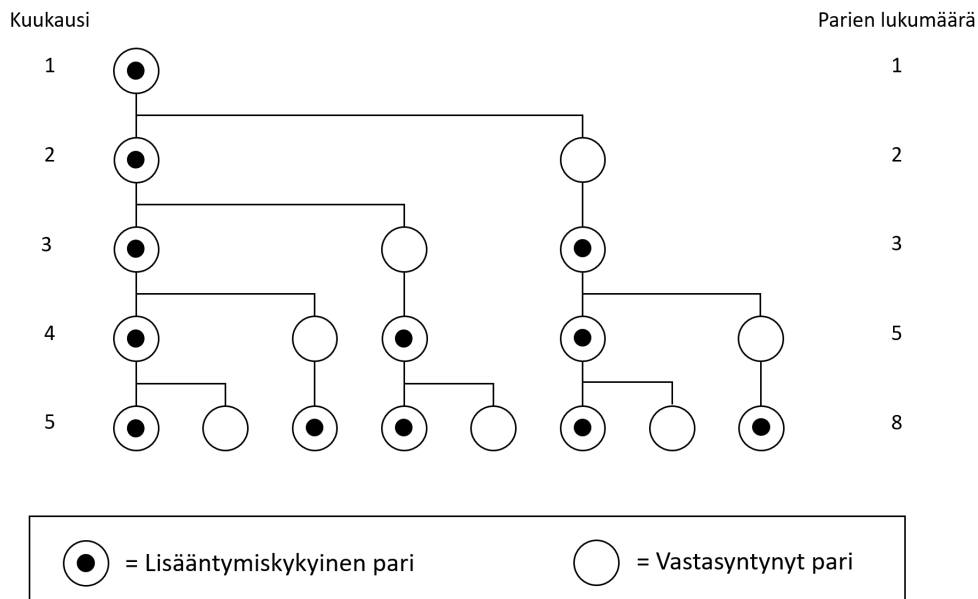 Kuukausi Parien lukumäärä
1 1
2 2
3 3
4 5
5 8
= Lisääntymiskykyinen pari = Vastasyntynyt pari